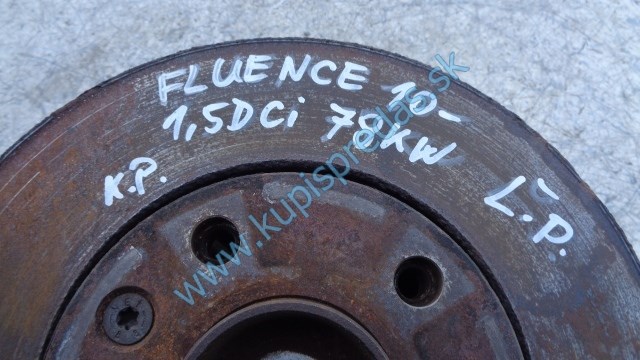 FLUENCE 10-
1,5DCi 78KW
K.P.
Ľ.P.
www.kupispredaj.sk